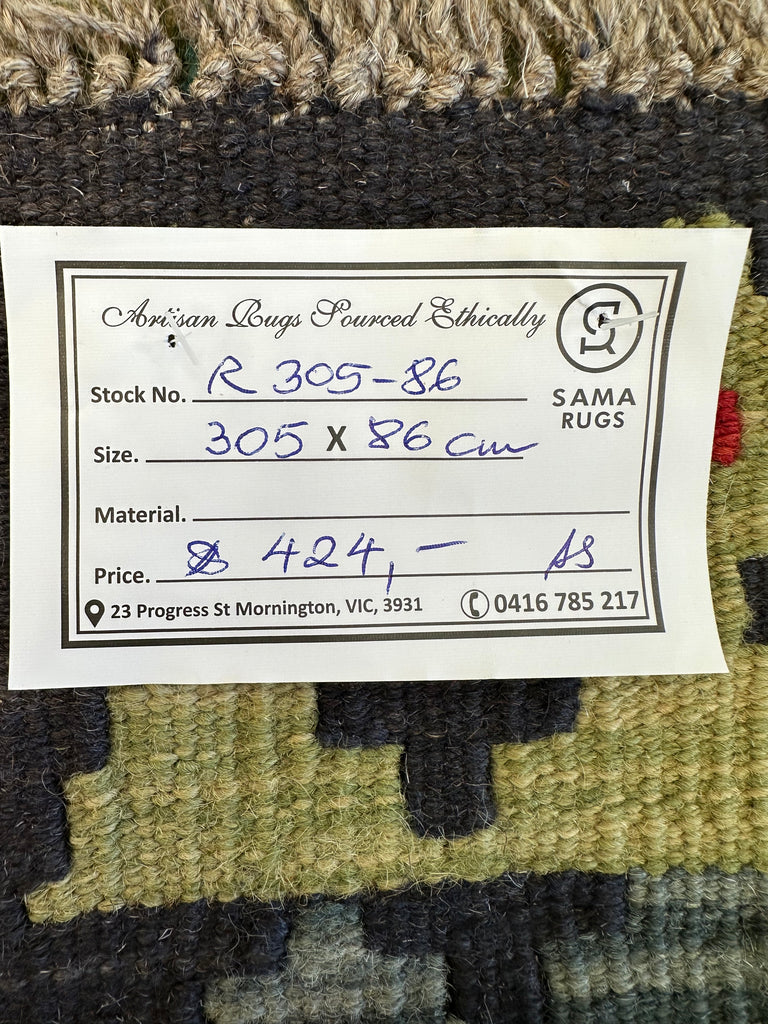 Artisan Rugs Sourced Ethically
SAMA
RUGS
Stock No. R 305-86
Size. 305 x 86 cm
Material.
Price. $ 424,- AS
23 Progress St Mornington, VIC, 3931
0416 785 217